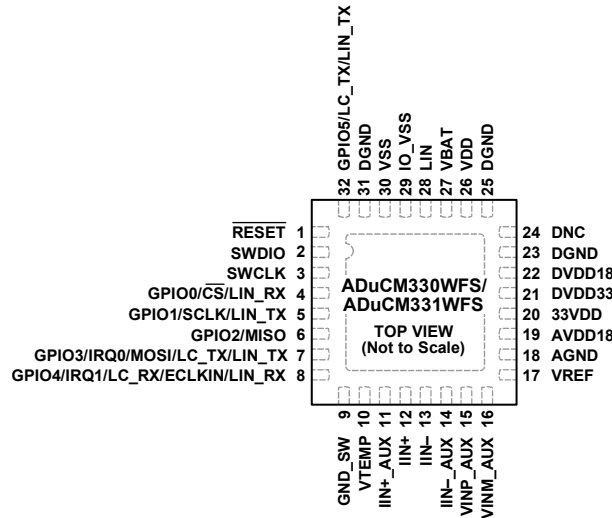 32 GPIO5/LC_TX/LIN_TX
31 DGND
30 VSS
29 IO_VSS
28 LIN
27 VBAT
26 VDD
25 DGND
RESET 1
SWDIO 2
SWCLK 3
GPIO0/CS/LIN_RX 4
GPIO1/SCLK/LIN_TX 5
GPIO2/MISO 6
GPIO3/IRQ0/MOSI/LC_TX/LIN_TX 7
GPIO4/IRQ1/LC_RX/ECLKIN/LIN_RX 8
ADuCM330WFS/
ADuCM331WFS
TOP VIEW
(Not to Scale)
24 DNC
23 DGND
22 DVDD18
21 DVDD33
20 33VDD
19 AVDD18
18 AGND
17 VREF
GND_SW 9
VTEMP 10
IIN+_AUX 11
IIN+ 12
IIN– 13
IIN–_AUX 14
VINP_AUX 15
VINM_AUX 16